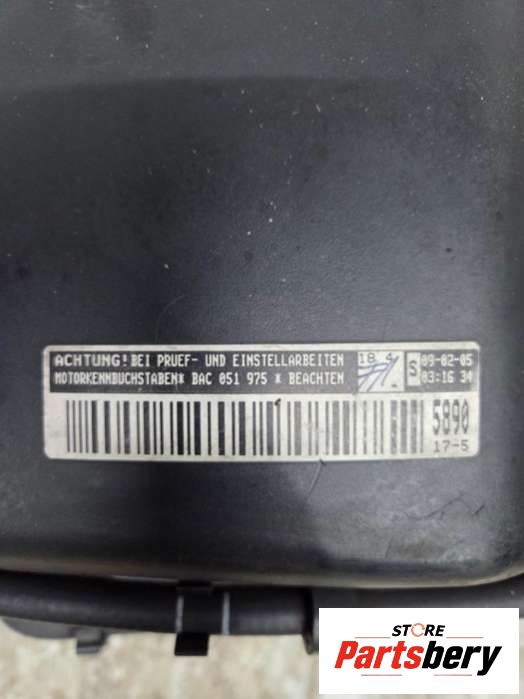 ACHTUNG! BEI PRUEF- UND EINSTELLARBEITEN
MOTORKENNBUCHSTABEN* BAC 051 975 * BEACHTEN
18 4
S
09-02-05
03:16 34
5890
17-5
STORE
Partsbery